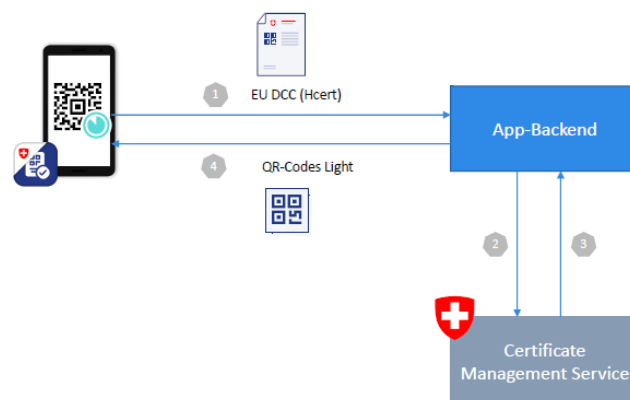 1
EU DCC (Hcert)
App-Backend
4
QR-Codes Light
2
3
Certificate
Management Service